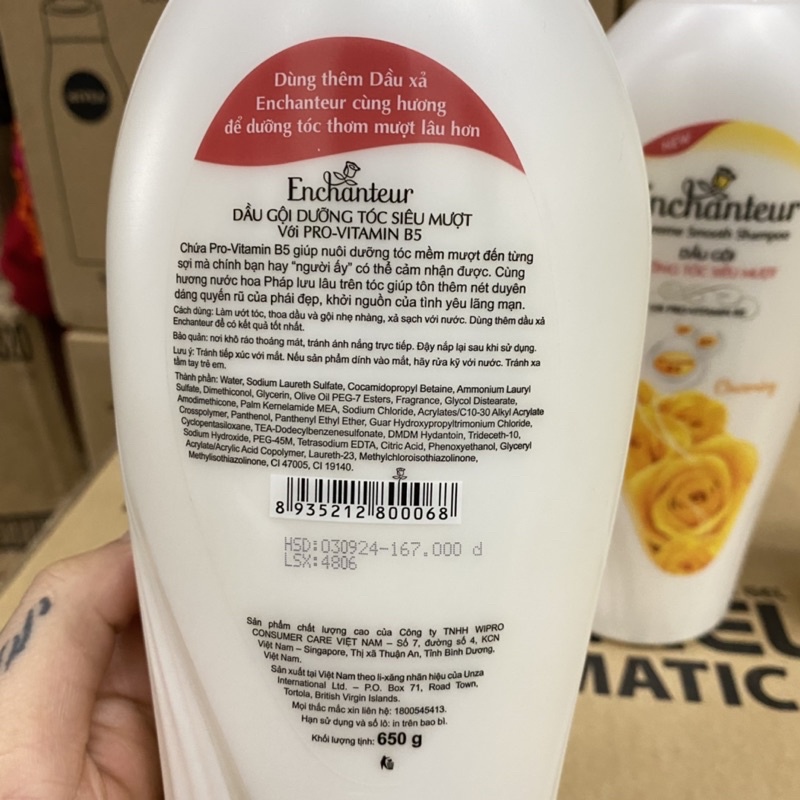 Dùng thêm Dầu xả
Enchanteur cùng hương
để dưỡng tóc thơm mượt lâu hơn
Enchanteur
DẦU GỘI DƯỠNG TÓC SIÊU MƯỢT
Với PRO-VITAMIN B5
Chứa Pro-Vitamin B5 giúp nuôi dưỡng tóc mềm mượt đến từng
sợi mà chính bạn hay "người ấy" có thể cảm nhận được. Cùng
hương nước hoa Pháp lưu lâu trên tóc giúp tôn thêm nét duyên
dáng quyến rũ của phái đẹp, khởi nguồn của tình yêu lãng mạn.
Cách dùng: Làm ướt tóc, thoa dầu và gội nhẹ nhàng, xả sạch với nước. Dùng thêm dầu xả
Enchanteur để có kết quả tốt nhất.
Bảo quản: nơi khô ráo thoáng mát, tránh ánh nắng trực tiếp. Đậy nắp lại sau khi sử dụng.
Lưu ý: Tránh tiếp xúc với mắt. Nếu sản phẩm dính vào mắt, hãy rửa kỹ với nước. Tránh xa
tầm tay trẻ em.
Thành phần: Water, Sodium Laureth Sulfate, Cocamidopropyl Betaine, Ammonium Lauryl
Sulfate, Dimethiconol, Glycerin, Olive Oil PEG-7 Esters, Fragrance, Glycol Distearate,
Amodimethicone, Palm Kernelamide MEA, Sodium Chloride, Acrylates/C10-30 Alkyl Acrylate
Crosspolymer, Panthenol, Panthenyl Ethyl Ether, Guar Hydroxypropyltrimonium Chloride,
Cyclopentasiloxane, TEA-Dodecylbenzenesulfonate, DMDM Hydantoin, Trideceth-10,
Sodium Hydroxide, PEG-45M, Tetrasodium EDTA, Citric Acid, Phenoxyethanol, Glyceryl
Acrylate/Acrylic Acid Copolymer, Laureth-23, Methylchloroisothiazolinone,
Methylisothiazolinone, CI 47005, CI 19140.
8 935212 800068
HSD:030924-167.000 đ
LSX:4806
Sản phẩm chất lượng cao của Công ty TNHH WIPRO
CONSUMER CARE VIỆT NAM – Số 7, đường số 4, KCN
Việt Nam – Singapore, Thị xã Thuận An, Tỉnh Bình Dương,
Việt Nam.
Sản xuất tại Việt Nam theo li-xăng nhãn hiệu của Unza
International Ltd. – P.O. Box 71, Road Town,
Tortola, British Virgin Islands.
Mọi thắc mắc xin liên hệ: 1800545413.
Hạn sử dụng và số lô: in trên bao bì.
Khối lượng tịnh: 650 g
NEW
Enchanteur
Smooth Shampoo
DẦU GỘI
TÓC SIÊU MƯỢT
Charming
GEL
MATIC
NIVEA